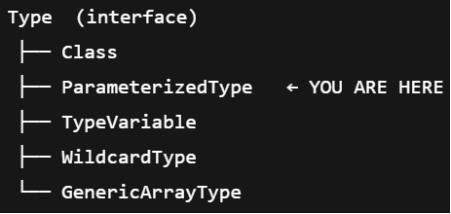 Type  (interface)
 ├── Class
 ├── ParameterizedType   ← YOU ARE HERE
 ├── TypeVariable
 ├── WildcardType
 └── GenericArrayType